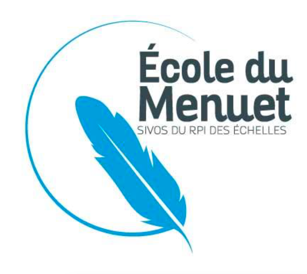 École du
Menuet
SIVOS DU RPI DES ÉCHELLES